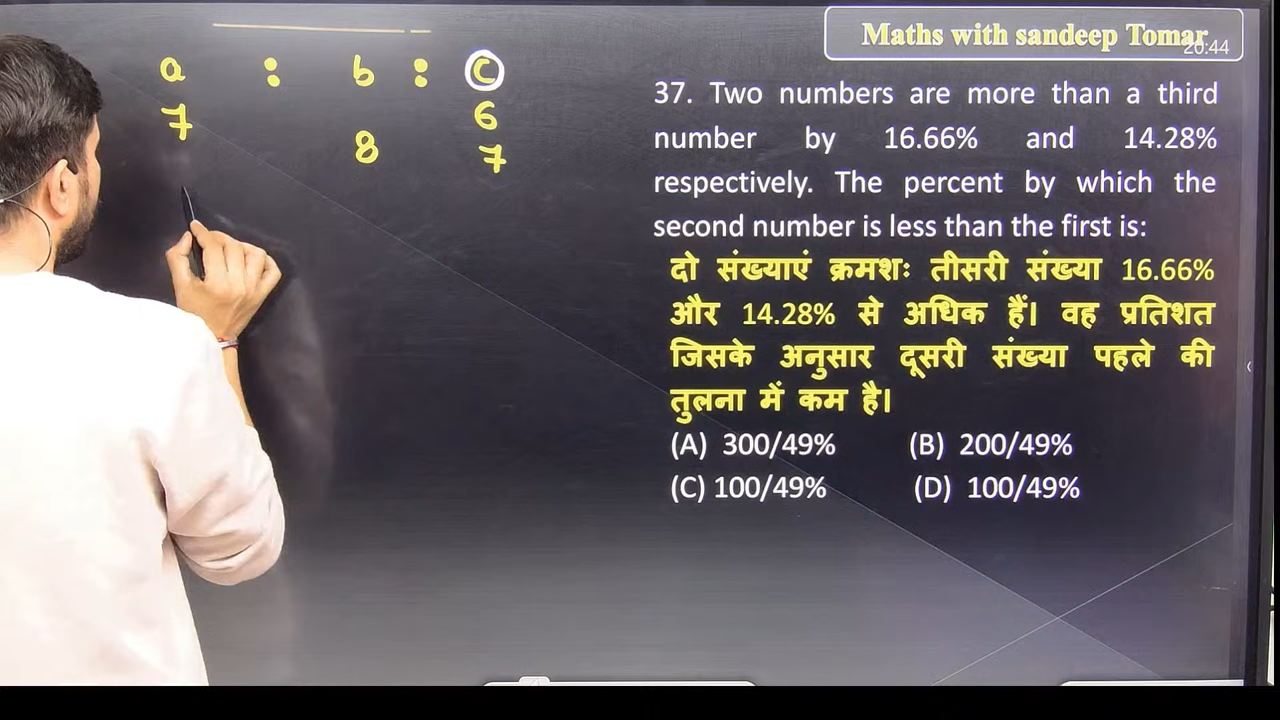 Maths with sandeep Tomar
20:44
a : b : c
7 6
8 7
37. Two numbers are more than a third
number by 16.66% and 14.28%
respectively. The percent by which the
second number is less than the first is:
दो संख्याएं क्रमशः तीसरी संख्या 16.66%
और 14.28% से अधिक हैं। वह प्रतिशत
जिसके अनुसार दूसरी संख्या पहले की
तुलना में कम है।
(A) 300/49% (B) 200/49%
(C) 100/49% (D) 100/49%